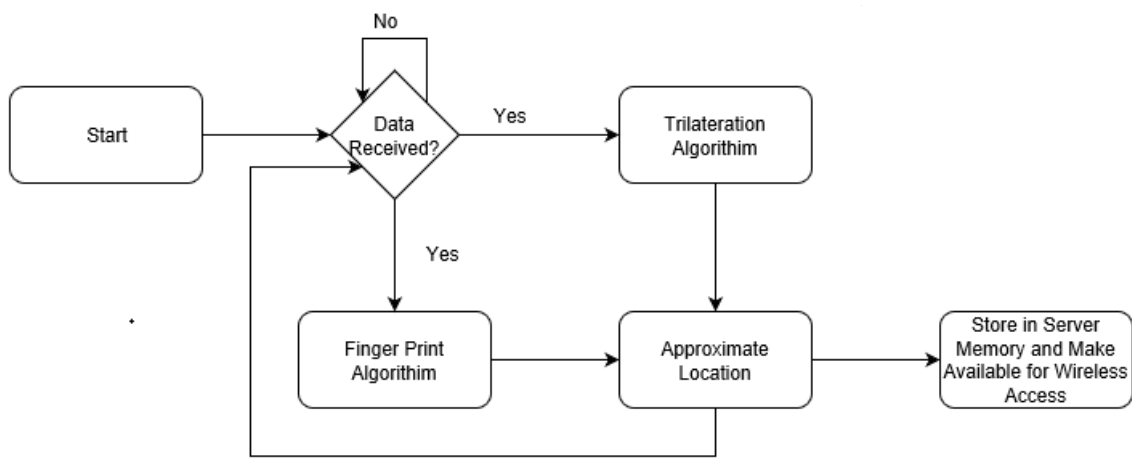 No
Start
Data
Received?
Yes
Trilateration
Algorithim
Yes
Finger Print
Algorithim
Approximate
Location
Store in Server
Memory and Make
Available for Wireless
Access